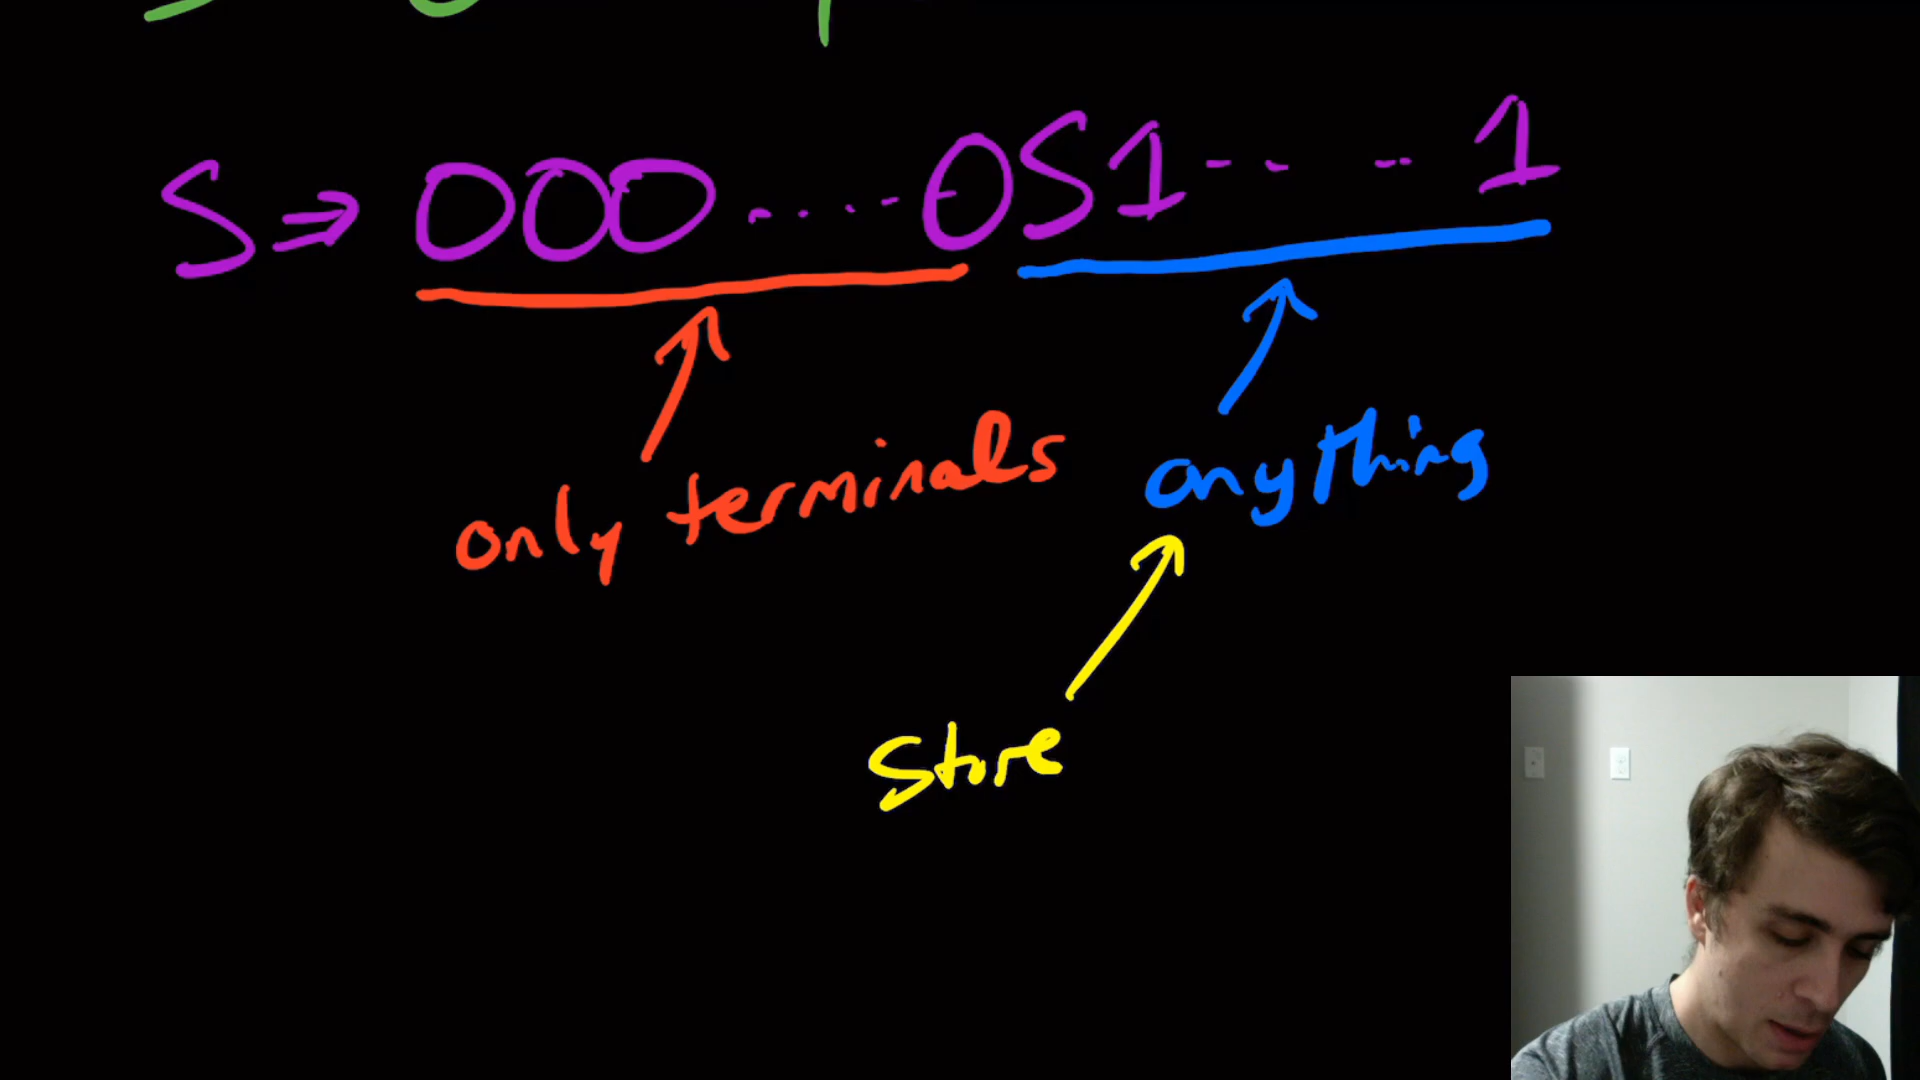 S ⇒ 000....0S1.... 1
only terminals
anything
store